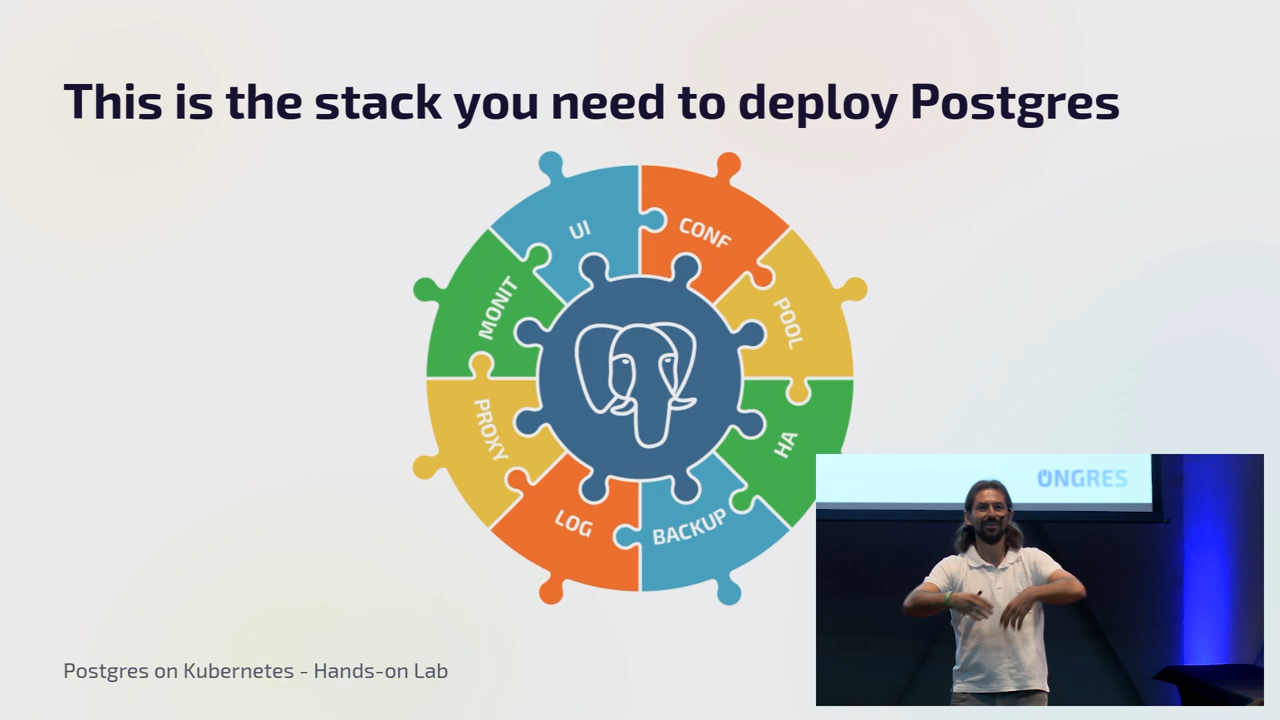 This is the stack you need to deploy Postgres
UI
CONF
MONIT
POOL
PROXY
HA
LOG
BACKUP
ONGRES
Postgres on Kubernetes - Hands-on Lab